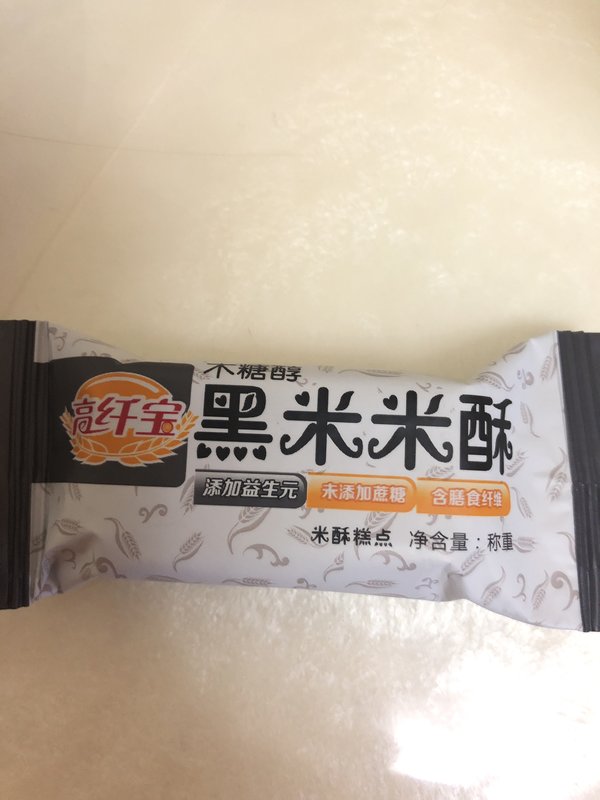 木糖醇
高纤宝
黑米米酥
添加益生元 未添加蔗糖 含膳食纤维
米酥糕点 净含量:称重